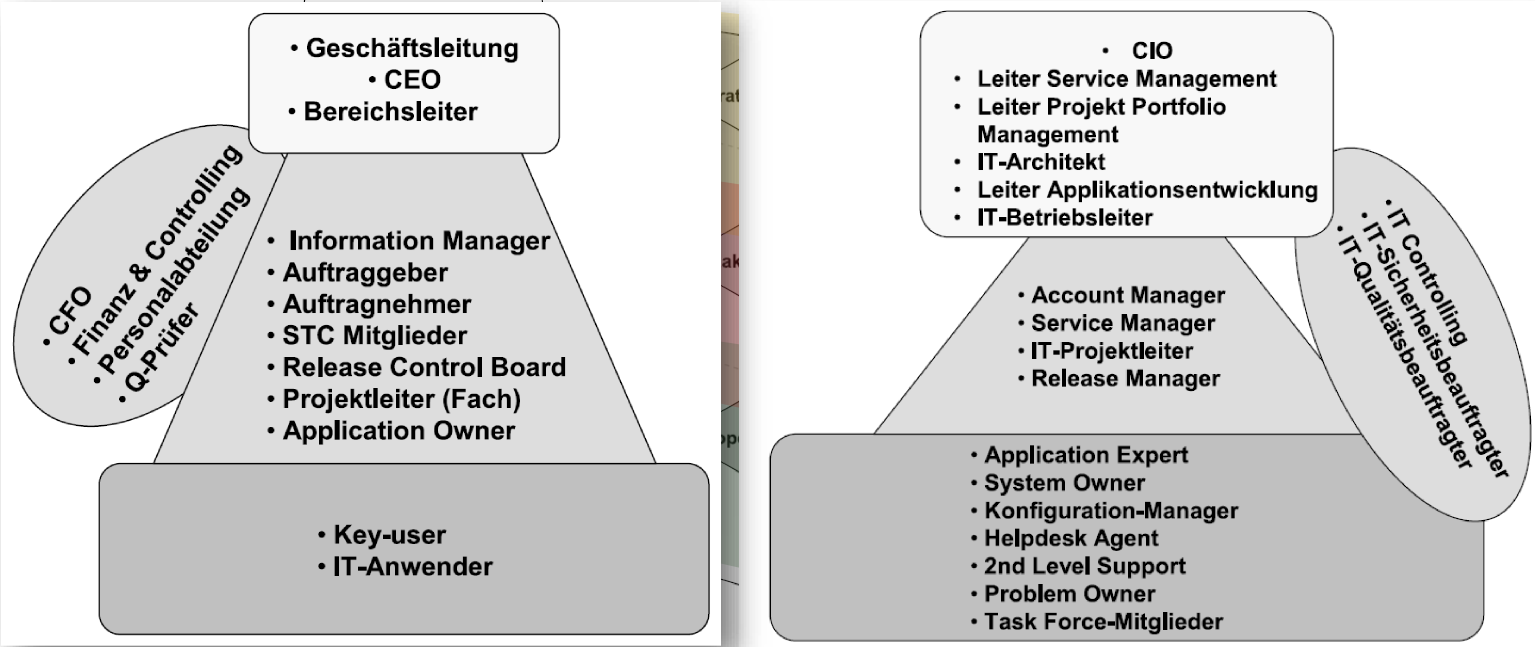 • Geschäftsleitung
• CEO
• Bereichsleiter
• CFO
• Finanz & Controlling
• Personalabteilung
• Q-Prüfer
• Information Manager
• Auftraggeber
• Auftragnehmer
• STC Mitglieder
• Release Control Board
• Projektleiter (Fach)
• Application Owner
• Key-user
• IT-Anwender
rat
ak
ope
• CIO
• Leiter Service Management
• Leiter Projekt Portfolio
Management
• IT-Architekt
• Leiter Applikationsentwicklung
• IT-Betriebsleiter
• IT Controlling
• IT-Sicherheitsbeauftragter
• IT-Qualitätsbeauftragter
• Account Manager
• Service Manager
• IT-Projektleiter
• Release Manager
• Application Expert
• System Owner
• Konfiguration-Manager
• Helpdesk Agent
• 2nd Level Support
• Problem Owner
• Task Force-Mitglieder